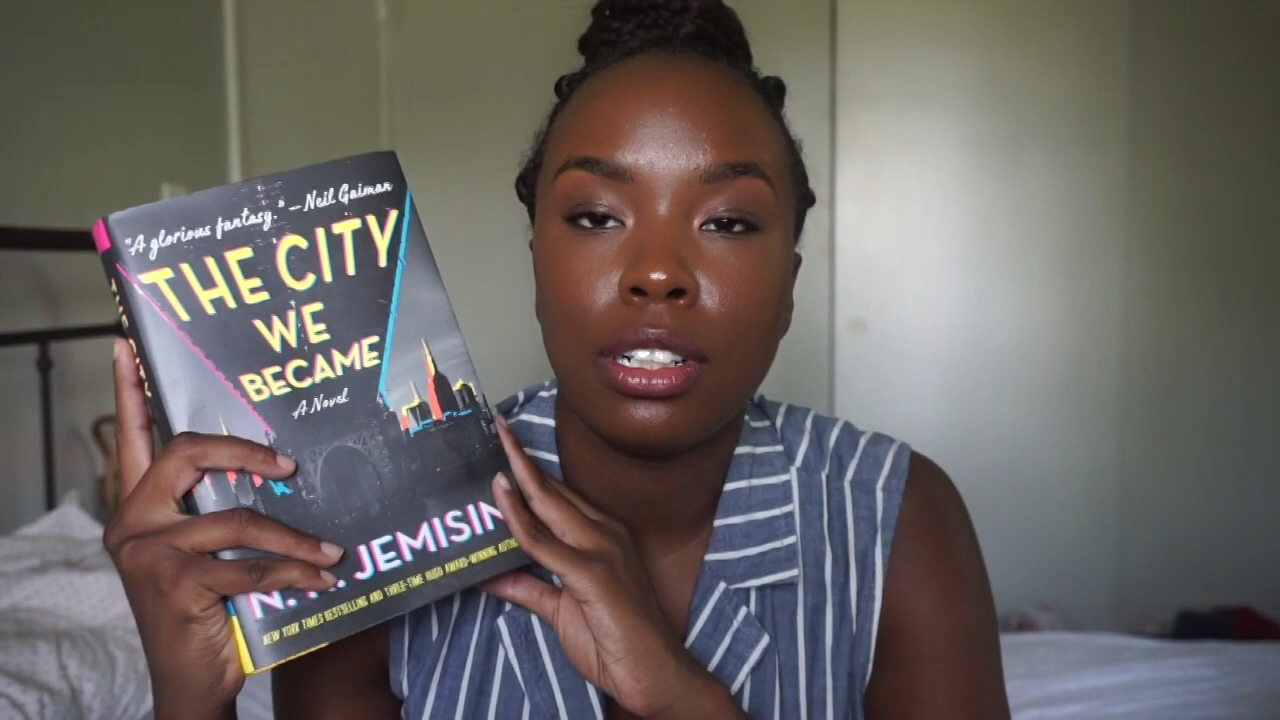 "A glorious fantasy." —Neil Gaiman
THE CITY
WE
BECAME
A Novel
N. K. JEMISIN
NEW YORK TIMES BESTSELLING AND THREE-TIME HUGO AWARD-WINNING